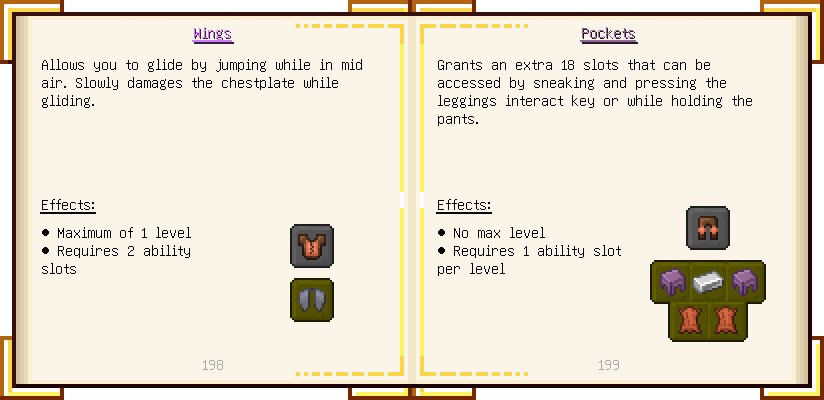 Wings
Allows you to glide by jumping while in mid
air. Slowly damages the chestplate while
gliding.
Effects:
● Maximum of 1 level
● Requires 2 ability
slots
198
Pockets
Grants an extra 18 slots that can be
accessed by sneaking and pressing the
leggings interact key or while holding the
pants.
Effects:
● No max level
● Requires 1 ability slot
per level
199